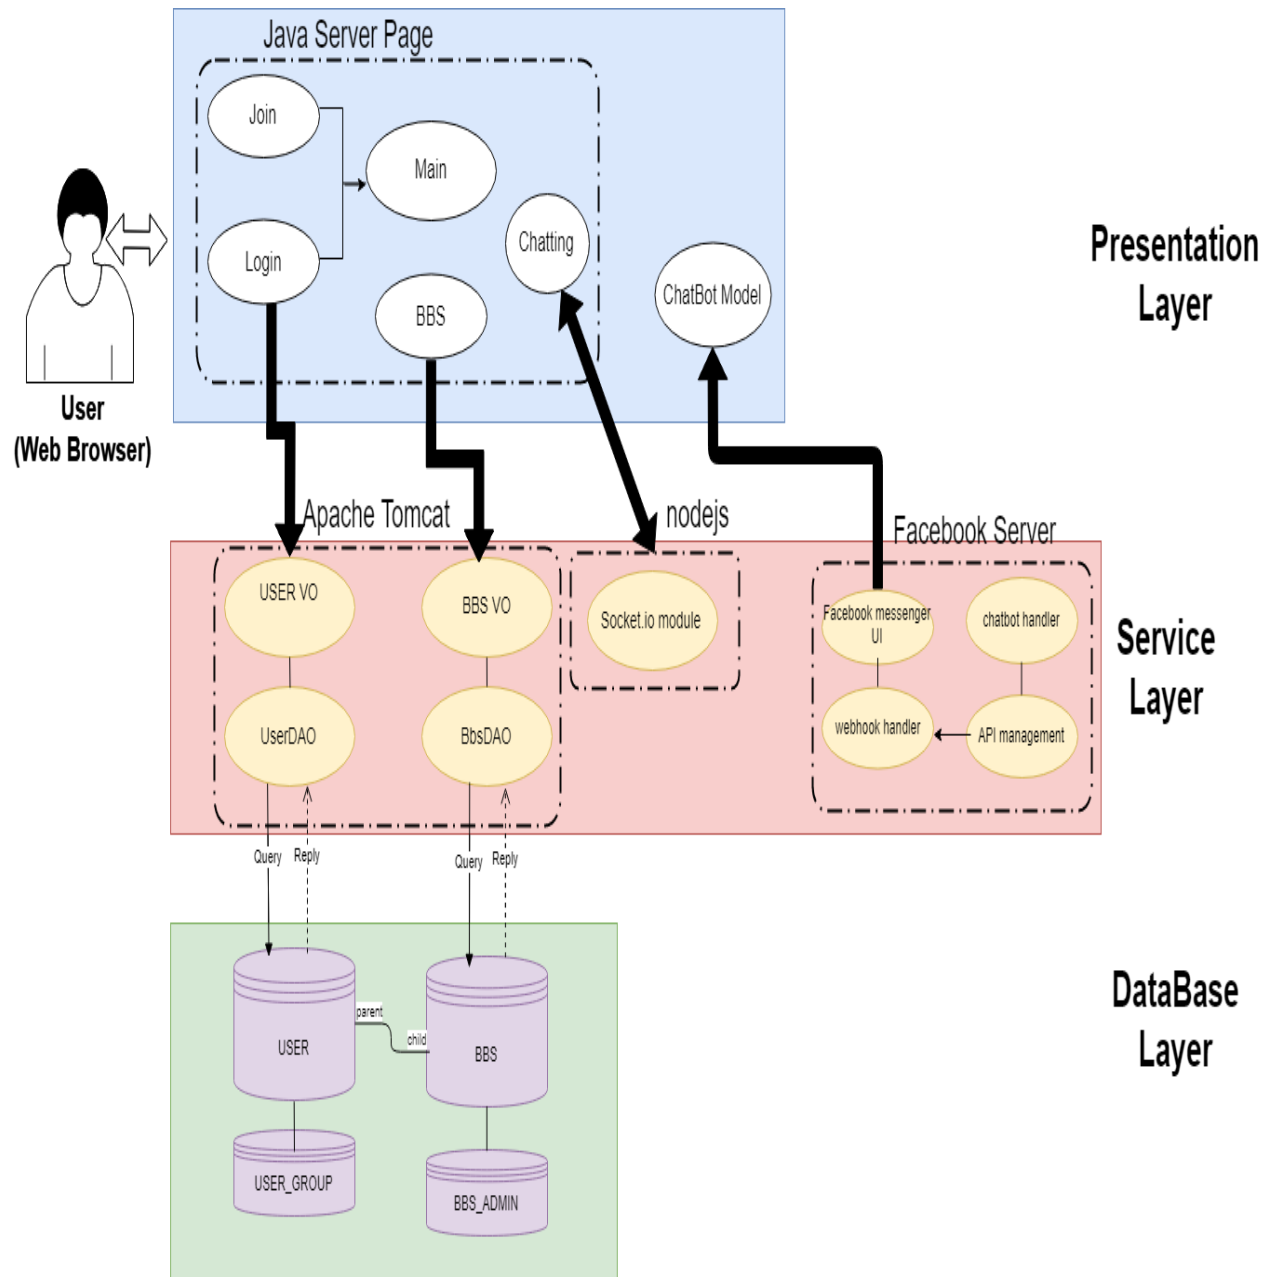 Java Server Page
Join
Main
Login
Chatting
BBS
ChatBot Model
Presentation
Layer
User
(Web Browser)
Apache Tomcat
nodejs
Facebook Server
USER VO
BBS VO
Socket.io module
Facebook messenger
UI
chatbot handler
UserDAO
BbsDAO
webhook handler
API management
Service
Layer
Query
Reply
Query
Reply
parent
child
USER
BBS
USER_GROUP
BBS_ADMIN
DataBase
Layer